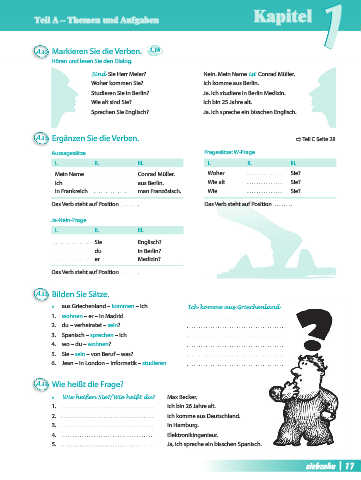 Teil A – Themen und Aufgaben
Kapitel 1
Markieren Sie die Verben. 1.18
Hören und lesen Sie den Dialog.
Sind Sie Herr Meier?
Nein. Mein Name ist Conrad Müller.
Woher kommen Sie?
Ich komme aus Berlin.
Studieren Sie in Berlin?
Ja. Ich studiere in Berlin Medizin.
Wie alt sind Sie?
Ich bin 25 Jahre alt.
Sprechen Sie Englisch?
Ja, ich spreche ein bisschen Englisch.
Ergänzen Sie die Verben.
Teil C Seite 28
Aussagesätze
I. II. III.
Mein Name Conrad Müller.
Ich aus Berlin.
In Frankreich . . . . . . . . . . . . man Französisch.
Das Verb steht auf Position . . . . . . . .
Fragesätze: W-Frage
I. II. III.
Woher . . . . . . . . . . . . Sie?
Wie alt . . . . . . . . . . . . Sie?
Wie . . . . . . . . . . . . Sie?
Das Verb steht auf Position . . . . . . . .
Ja-Nein-Frage
I. II. III.
. . . . . . . . . . . . Sie Englisch?
du in Berlin?
er Medizin?
Das Verb steht auf Position
Bilden Sie Sätze.
aus Griechenland – kommen – ich
Ich komme aus Griechenland.
1. wohnen – er – in Madrid
2. du – verheiratet – sein?
3. Spanisch – sprechen – ich
4. wo – du – wohnen?
5. Sie – sein – von Beruf – was?
6. Jean – in London – Informatik – studieren
Wie heißt die Frage?
Wie heißen Sie?/Wie heißt du?
Max Becker.
1. Ich bin 26 Jahre alt.
2. Ich komme aus Deutschland.
3. In Hamburg.
4. Elektronikingenieur.
5. Ja, ich spreche ein bisschen Spanisch.
siebzehn | 17